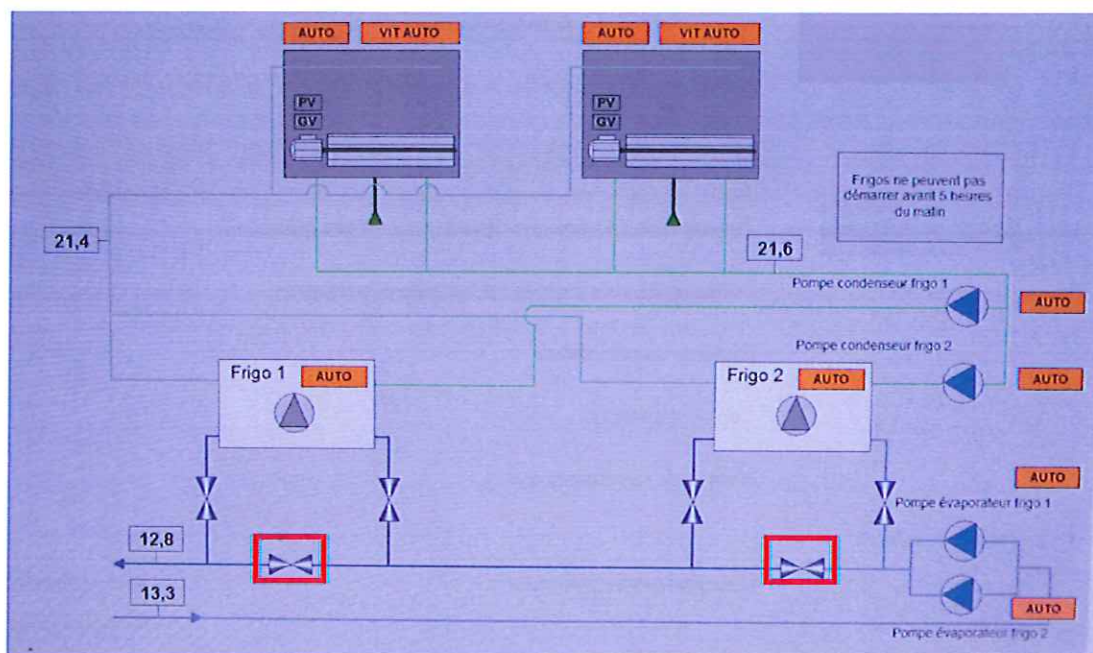 AUTO
VIT AUTO
AUTO
VIT AUTO
PV
GV
PV
GV
Frigos ne peuvent pas
démarrer avant 5 heures
du matin
21,4
21,6
Pompe condenseur frigo 1
AUTO
Pompe condenseur frigo 2
Frigo 1
AUTO
Frigo 2
AUTO
AUTO
AUTO
Pompe évaporateur frigo 1
12,8
13,3
AUTO
Pompe évaporateur frigo 2